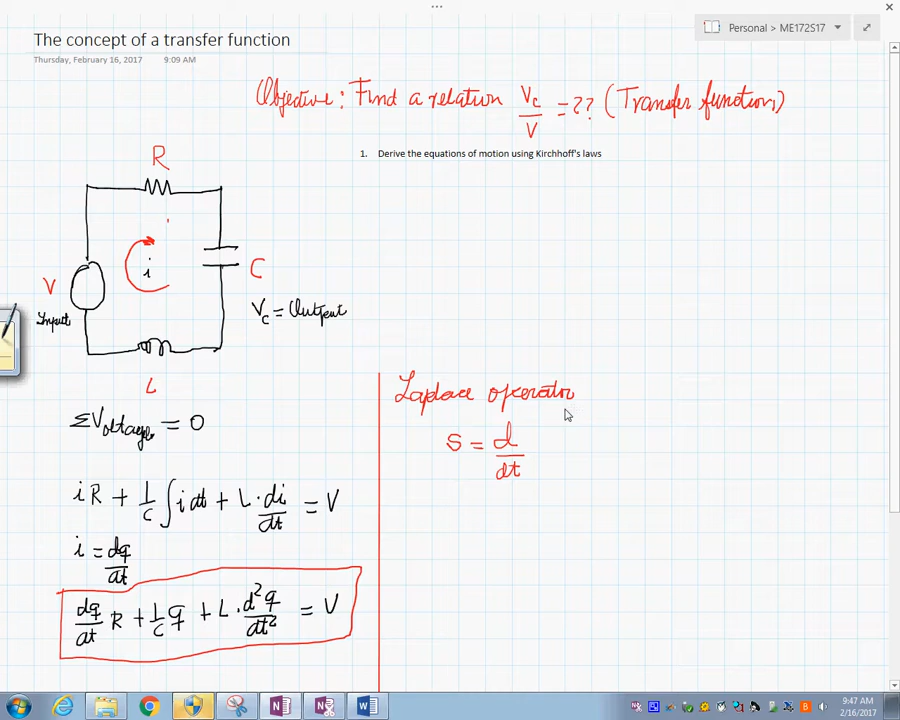 Personal > ME172S17
The concept of a transfer function
Thursday, February 16, 2017 9:09 AM
Objective: Find a relation Vc/V = ?? (Transfer function)
1. Derive the equations of motion using Kirchhoff's laws
R
i
V
Input
C
Vc = Output
L
ΣVoltages = 0
iR + 1/C ∫ i dt + L · di/dt = V
i = dq/dt
dq/dt R + 1/C q + L · d²q/dt² = V
Laplace operator
S = d/dt
9:47 AM
2/16/2017